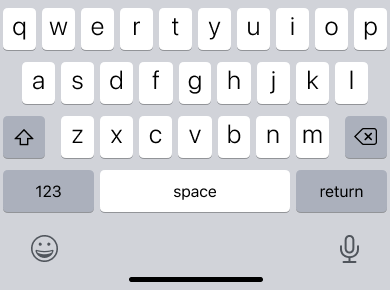 q w e r t y u i o p
a s d f g h j k l
z x c v b n m
123 space return